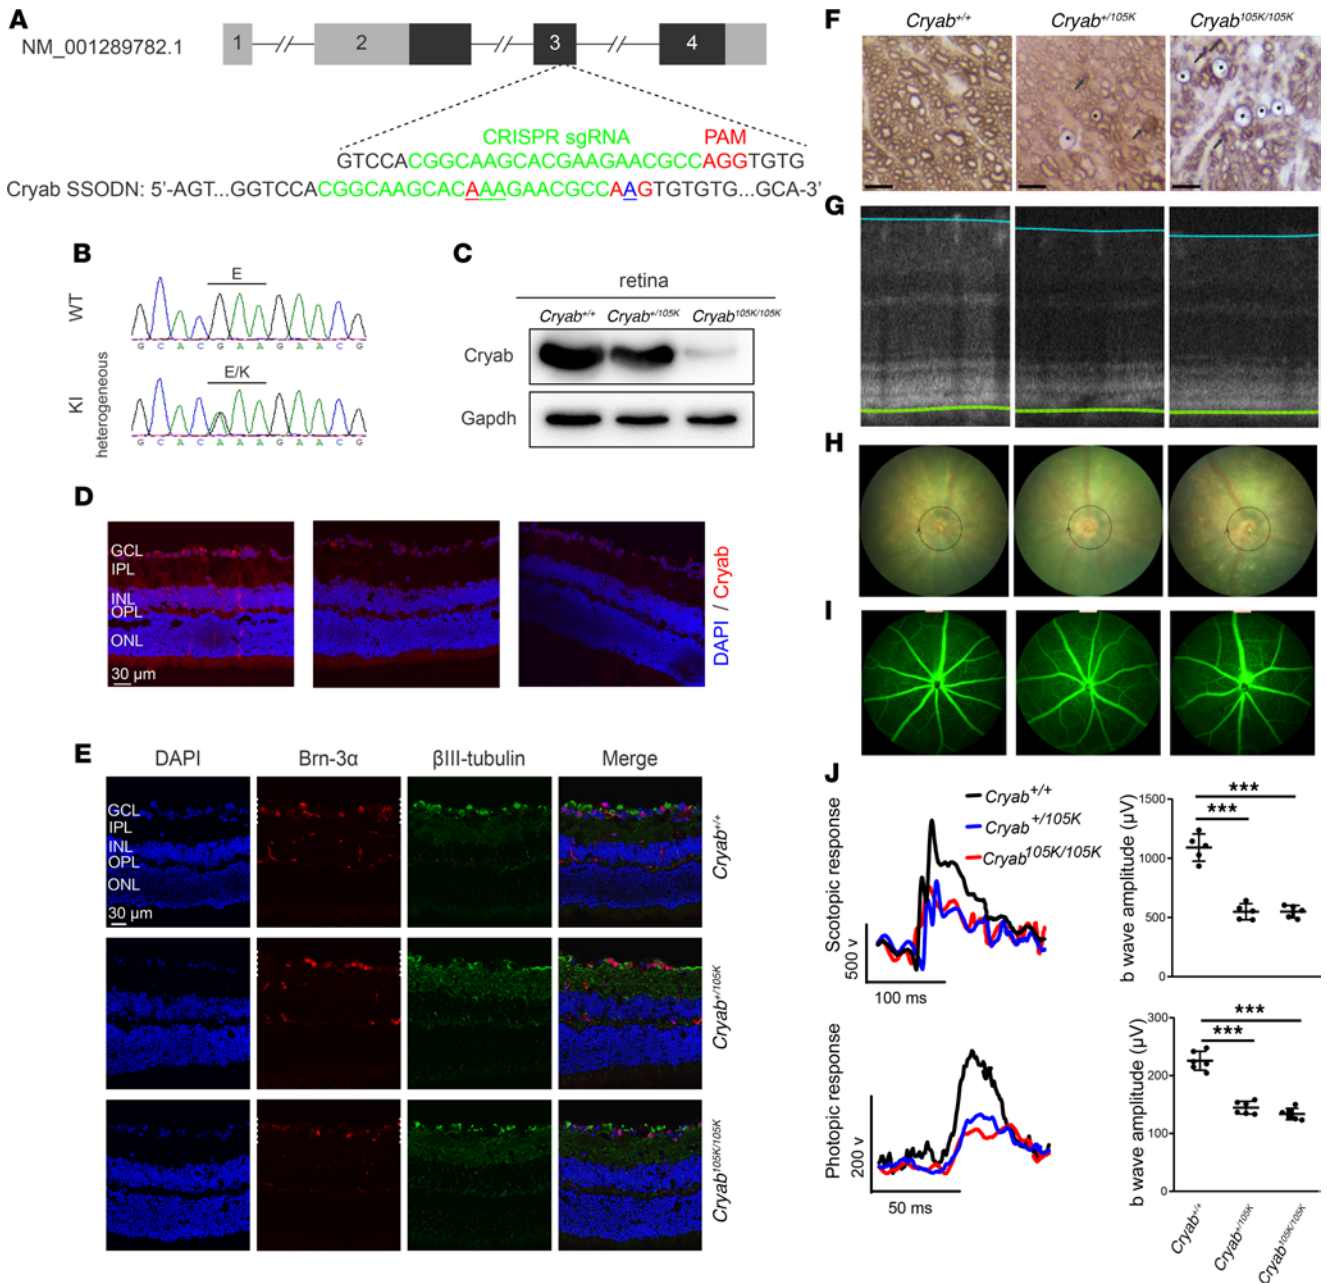 A
NM_001289782.1
1
2
3
4
CRISPR sgRNA PAM
GTCCACGGCAAGCACGAAGAACGCCAGGTGTG
Cryab SSODN: 5’-AGT...GGTCCACGGCAAGCACAAAGAACGCCAAGTGTGTG...GCA-3’
B
WT
E
G C A C G A A G A A C G
KI
heterogeneous
E/K
G C A C A A A G A A C G
C
retina
Cryab+/+ Cryab+/105K Cryab105K/105K
Cryab
Gapdh
D
GCL
IPL
INL
OPL
ONL
30 µm
DAPI / Cryab
E
DAPI Brn-3α βIII-tubulin Merge
GCL
IPL
INL
OPL
ONL
30 µm
Cryab+/+
Cryab+/105K
Cryab105K/105K
F
Cryab+/+ Cryab+/105K Cryab105K/105K
G
H
I
J
Scotopic response
500 v
100 ms
Cryab+/+
Cryab+/105K
Cryab105K/105K
b wave amplitude (µV)
1500
1000
500
0
***
***
Photopic response
200 v
50 ms
b wave amplitude (µV)
300
200
100
0
***
***
Cryab+/+
Cryab+/105K
Cryab105K/105K